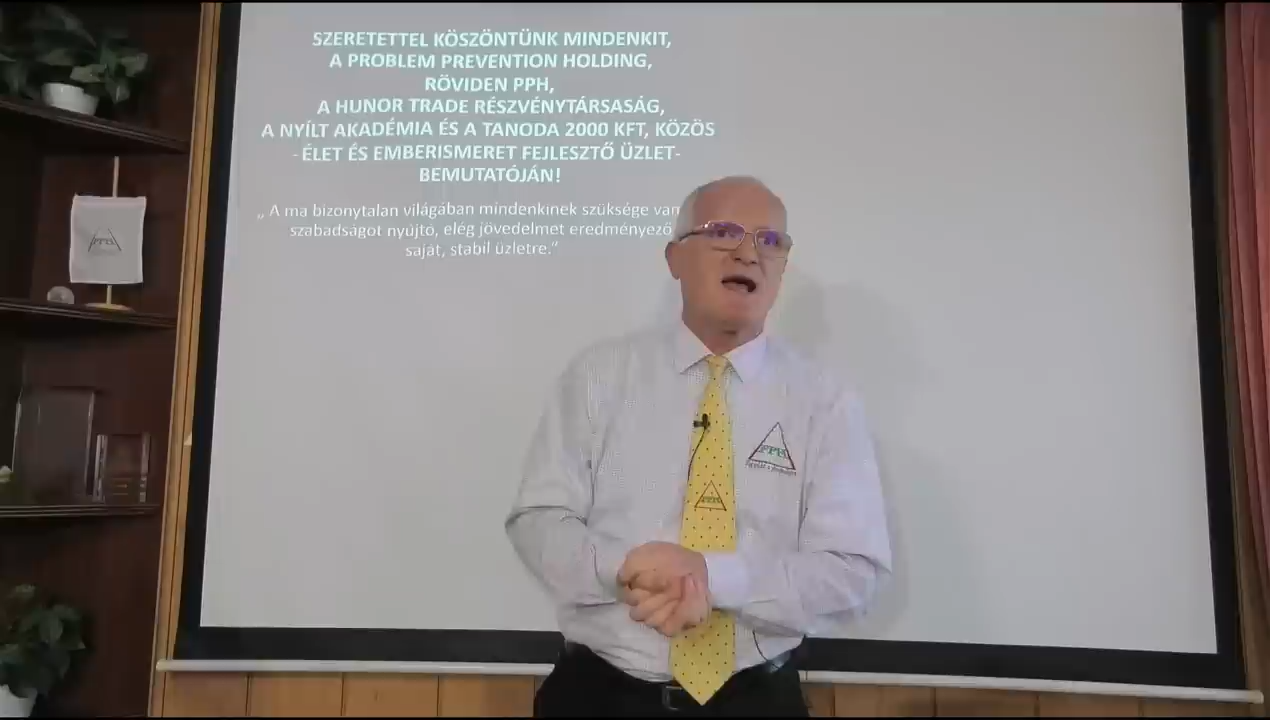 SZERETETTEL KÖSZÖNTÜNK MINDENKIT,
A PROBLEM PREVENTION HOLDING,
RÖVIDEN PPH,
A HUNOR TRADE RÉSZVÉNYTÁRSASÁG,
A NYÍLT AKADÉMIA ÉS A TANODA 2000 KFT, KÖZÖS
- ÉLET ÉS EMBERISMERET FEJLESZTŐ ÜZLET-
BEMUTATÓJÁN!
„ A ma bizonytalan világában mindenkinek szüksége van
szabadságot nyújtó, elég jövedelmet eredményező
saját, stabil üzletre.”
PPH
PPH
PPH